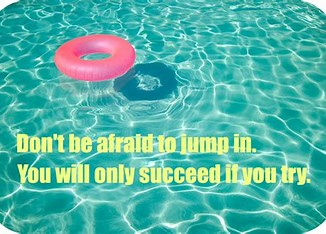 Don't be afraid to jump in.
You will only succeed if you try.